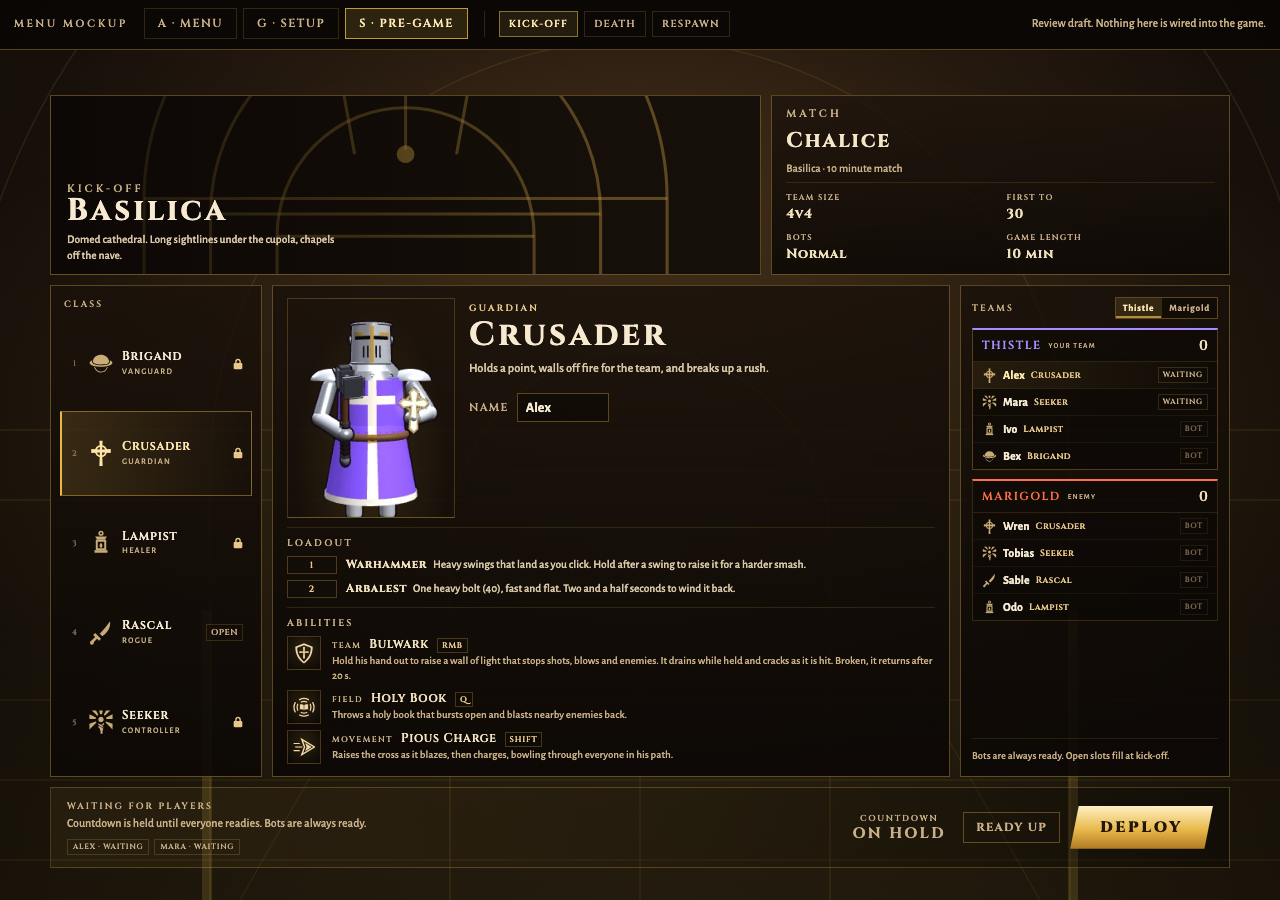 MENU MOCKUP
A · MENU
G · SETUP
S · PRE-GAME
KICK-OFF
DEATH
RESPAWN
Review draft. Nothing here is wired into the game.
KICK-OFF
BASILICA
Domed cathedral. Long sightlines under the cupola, chapels
off the nave.
MATCH
CHALICE
Basilica · 10 minute match
TEAM SIZE
4V4
FIRST TO
30
BOTS
NORMAL
GAME LENGTH
10 MIN
CLASS
1
BRIGAND
VANGUARD
2
CRUSADER
GUARDIAN
3
LAMPIST
HEALER
4
RASCAL
ROGUE
OPEN
5
SEEKER
CONTROLLER
GUARDIAN
CRUSADER
Holds a point, walls off fire for the team, and breaks up a rush.
NAME
Alex
LOADOUT
1
WARHAMMER Heavy swings that land as you click. Hold after a swing to raise it for a harder smash.
2
ARBALEST One heavy bolt (40), fast and flat. Two and a half seconds to wind it back.
ABILITIES
TEAM BULWARK RMB
Hold his hand out to raise a wall of light that stops shots, blows and enemies. It drains while held and cracks as it is hit. Broken, it returns after
20 s.
FIELD HOLY BOOK Q
Throws a holy book that bursts open and blasts nearby enemies back.
MOVEMENT PIOUS CHARGE SHIFT
Raises the cross as it blazes, then charges, bowling through everyone in his path.
TEAMS
Thistle
Marigold
THISTLE YOUR TEAM 0
Alex CRUSADER WAITING
Mara SEEKER WAITING
Ivo LAMPIST BOT
Bex BRIGAND BOT
MARIGOLD ENEMY 0
Wren CRUSADER BOT
Tobias SEEKER BOT
Sable RASCAL BOT
Odo LAMPIST BOT
Bots are always ready. Open slots fill at kick-off.
WAITING FOR PLAYERS
Countdown is held until everyone readies. Bots are always ready.
ALEX · WAITING
MARA · WAITING
COUNTDOWN
ON HOLD
READY UP
DEPLOY